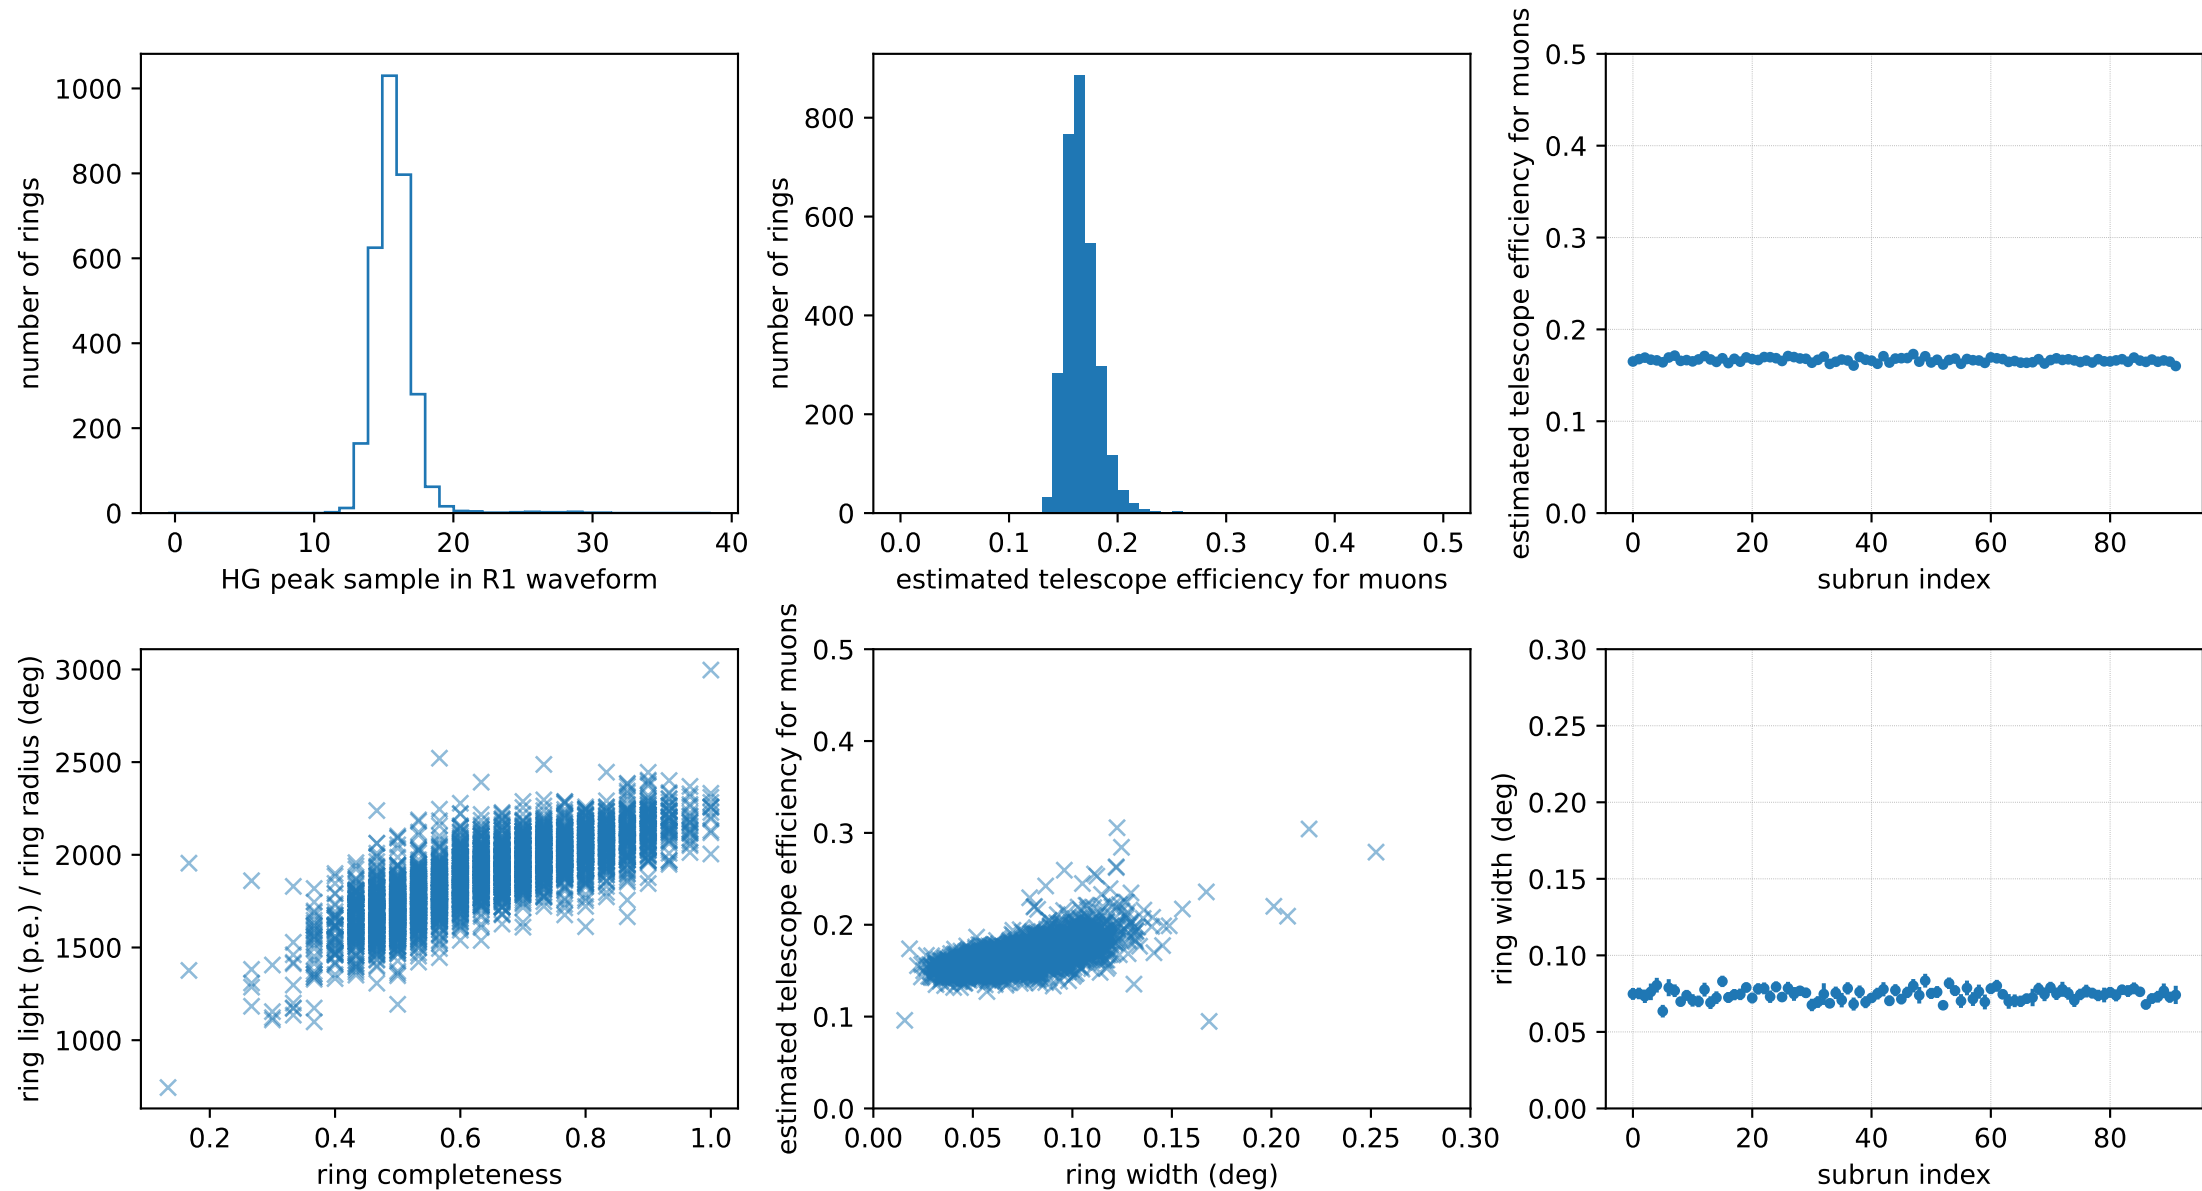 1000
800
600
400
200
0
number of rings
0 10 20 30 40
HG peak sample in R1 waveform
800
600
400
200
0
number of rings
0.0 0.1 0.2 0.3 0.4 0.5
estimated telescope efficiency for muons
0.5
0.4
0.3
0.2
0.1
0.0
estimated telescope efficiency for muons
0 20 40 60 80
subrun index
3000
2500
2000
1500
1000
ring light (p.e.) / ring radius (deg)
0.2 0.4 0.6 0.8 1.0
ring completeness
0.5
0.4
0.3
0.2
0.1
0.0
estimated telescope efficiency for muons
0.00 0.05 0.10 0.15 0.20 0.25 0.30
ring width (deg)
0.30
0.25
0.20
0.15
0.10
0.05
0.00
ring width (deg)
0 20 40 60 80
subrun index